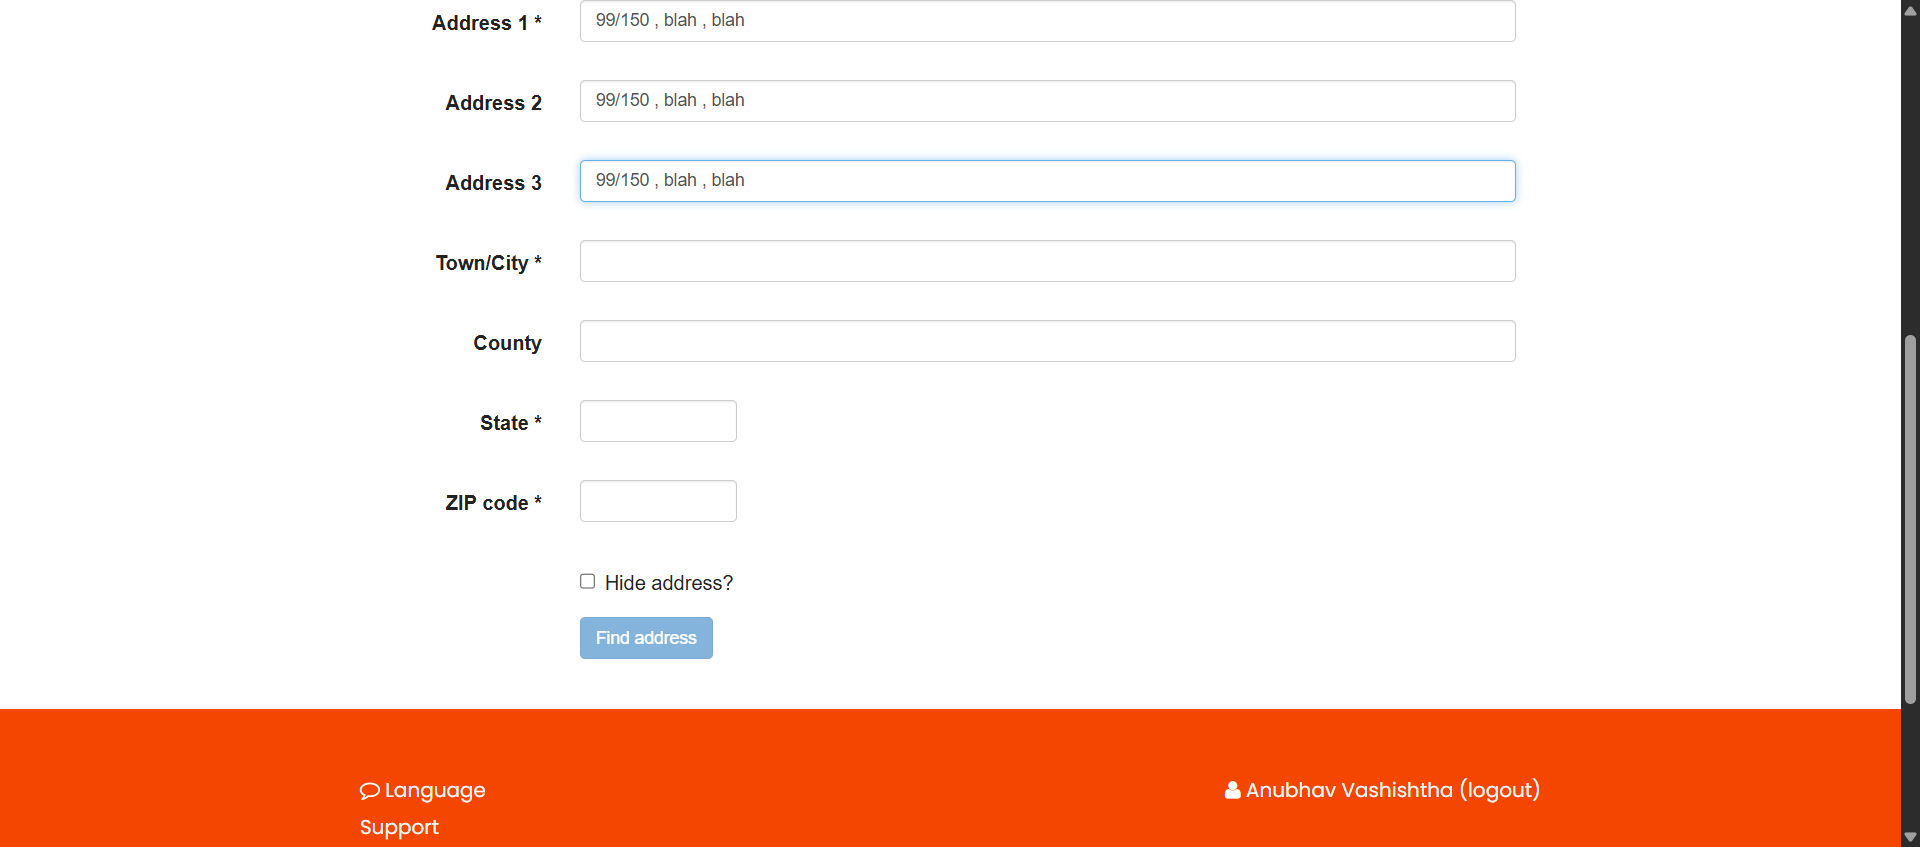 Address 1 * 99/150 , blah , blah
Address 2 99/150 , blah , blah
Address 3 99/150 , blah , blah
Town/City *
County
State *
ZIP code *
Hide address?
Find address
Language
Anubhav Vashishtha (logout)
Support